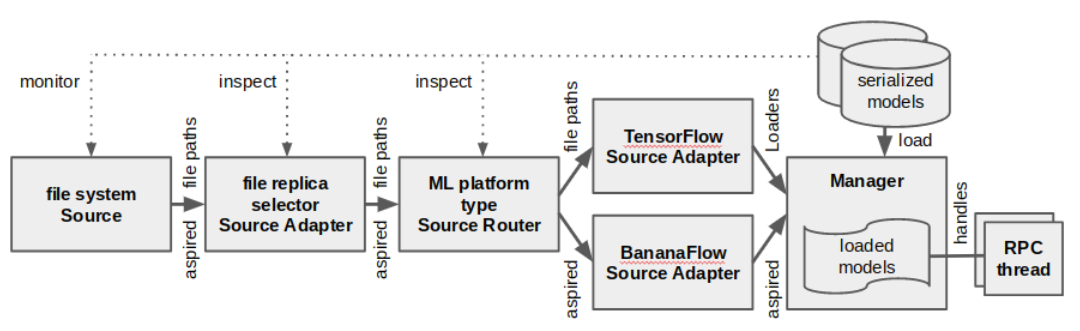 monitor
inspect
inspect
serialized
models
load
file system
Source
aspired file paths
file replica
selector
Source Adapter
aspired file paths
ML platform
type
Source Router
file paths
aspired
TensorFlow
Source Adapter
BananaFlow
Source Adapter
Loaders
aspired
Manager
loaded
models
handles
RPC
thread